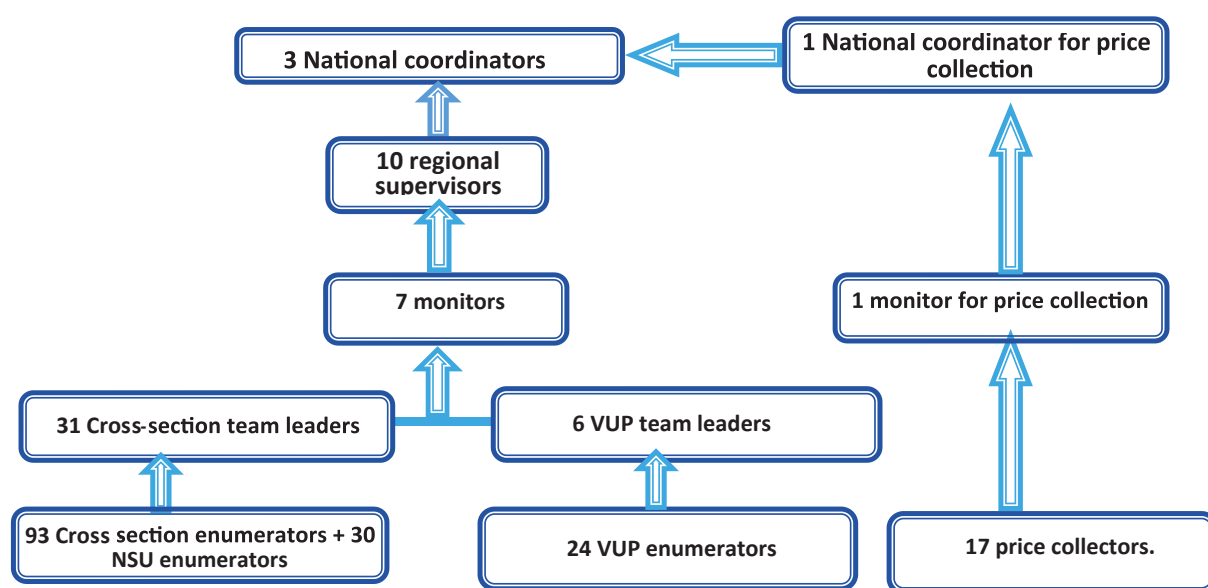 3 National coordinators
1 National coordinator for price
collection
10 regional
supervisors
7 monitors
1 monitor for price collection
31 Cross-section team leaders
6 VUP team leaders
93 Cross section enumerators + 30
NSU enumerators
24 VUP enumerators
17 price collectors.